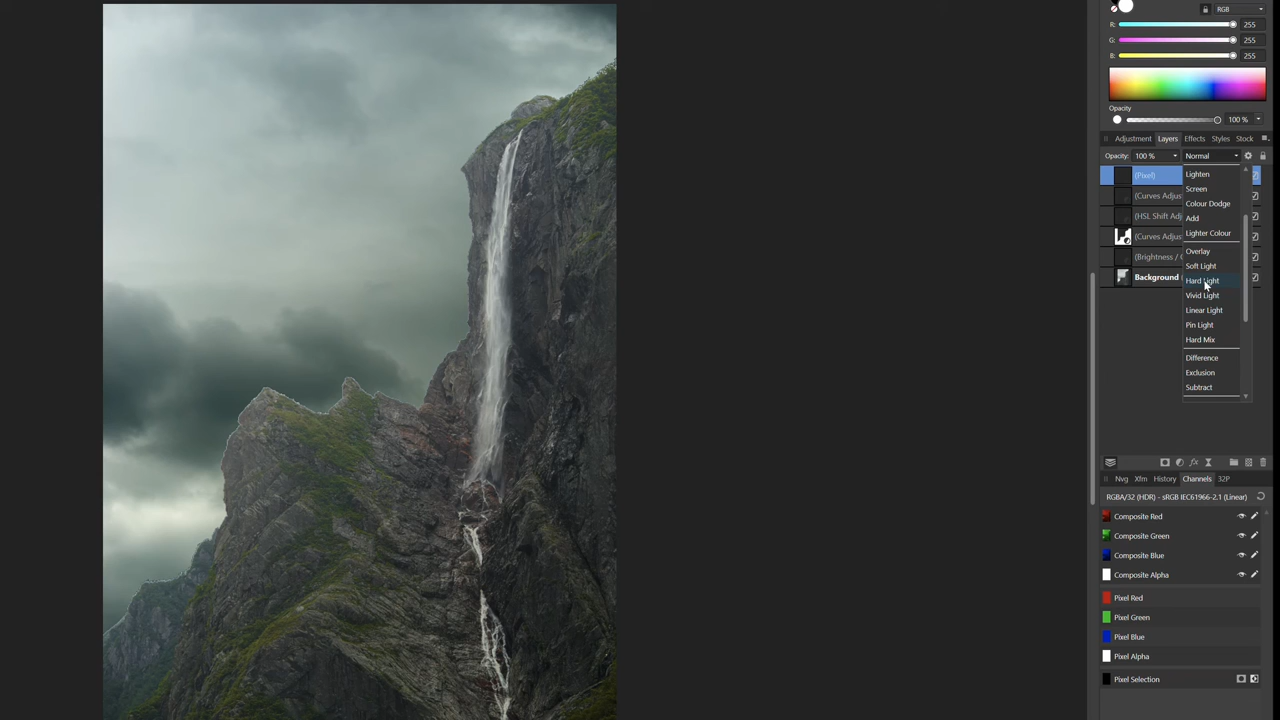 RGB
R: 255
G: 255
B: 255
Opacity
100 %
Adjustment Layers Effects Styles Stock
Opacity: 100 % Normal
(Pixel)
(Curves Adjus
(HSL Shift Adj
(Curves Adjus
(Brightness / C
Background
Lighten
Screen
Colour Dodge
Add
Lighter Colour
Overlay
Soft Light
Hard Light
Vivid Light
Linear Light
Pin Light
Hard Mix
Difference
Exclusion
Subtract
fx
Nvg Xfm History Channels 32P
RGBA/32 (HDR) - sRGB IEC61966-2.1 (Linear)
Composite Red
Composite Green
Composite Blue
Composite Alpha
Pixel Red
Pixel Green
Pixel Blue
Pixel Alpha
Pixel Selection